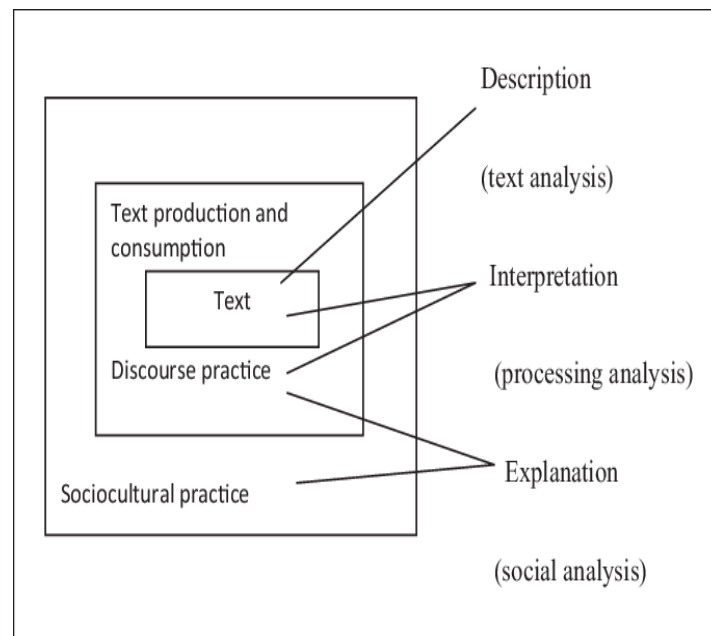 Description
(text analysis)
Text production and
consumption
Text
Interpretation
Discourse practice
(processing analysis)
Explanation
Sociocultural practice
(social analysis)